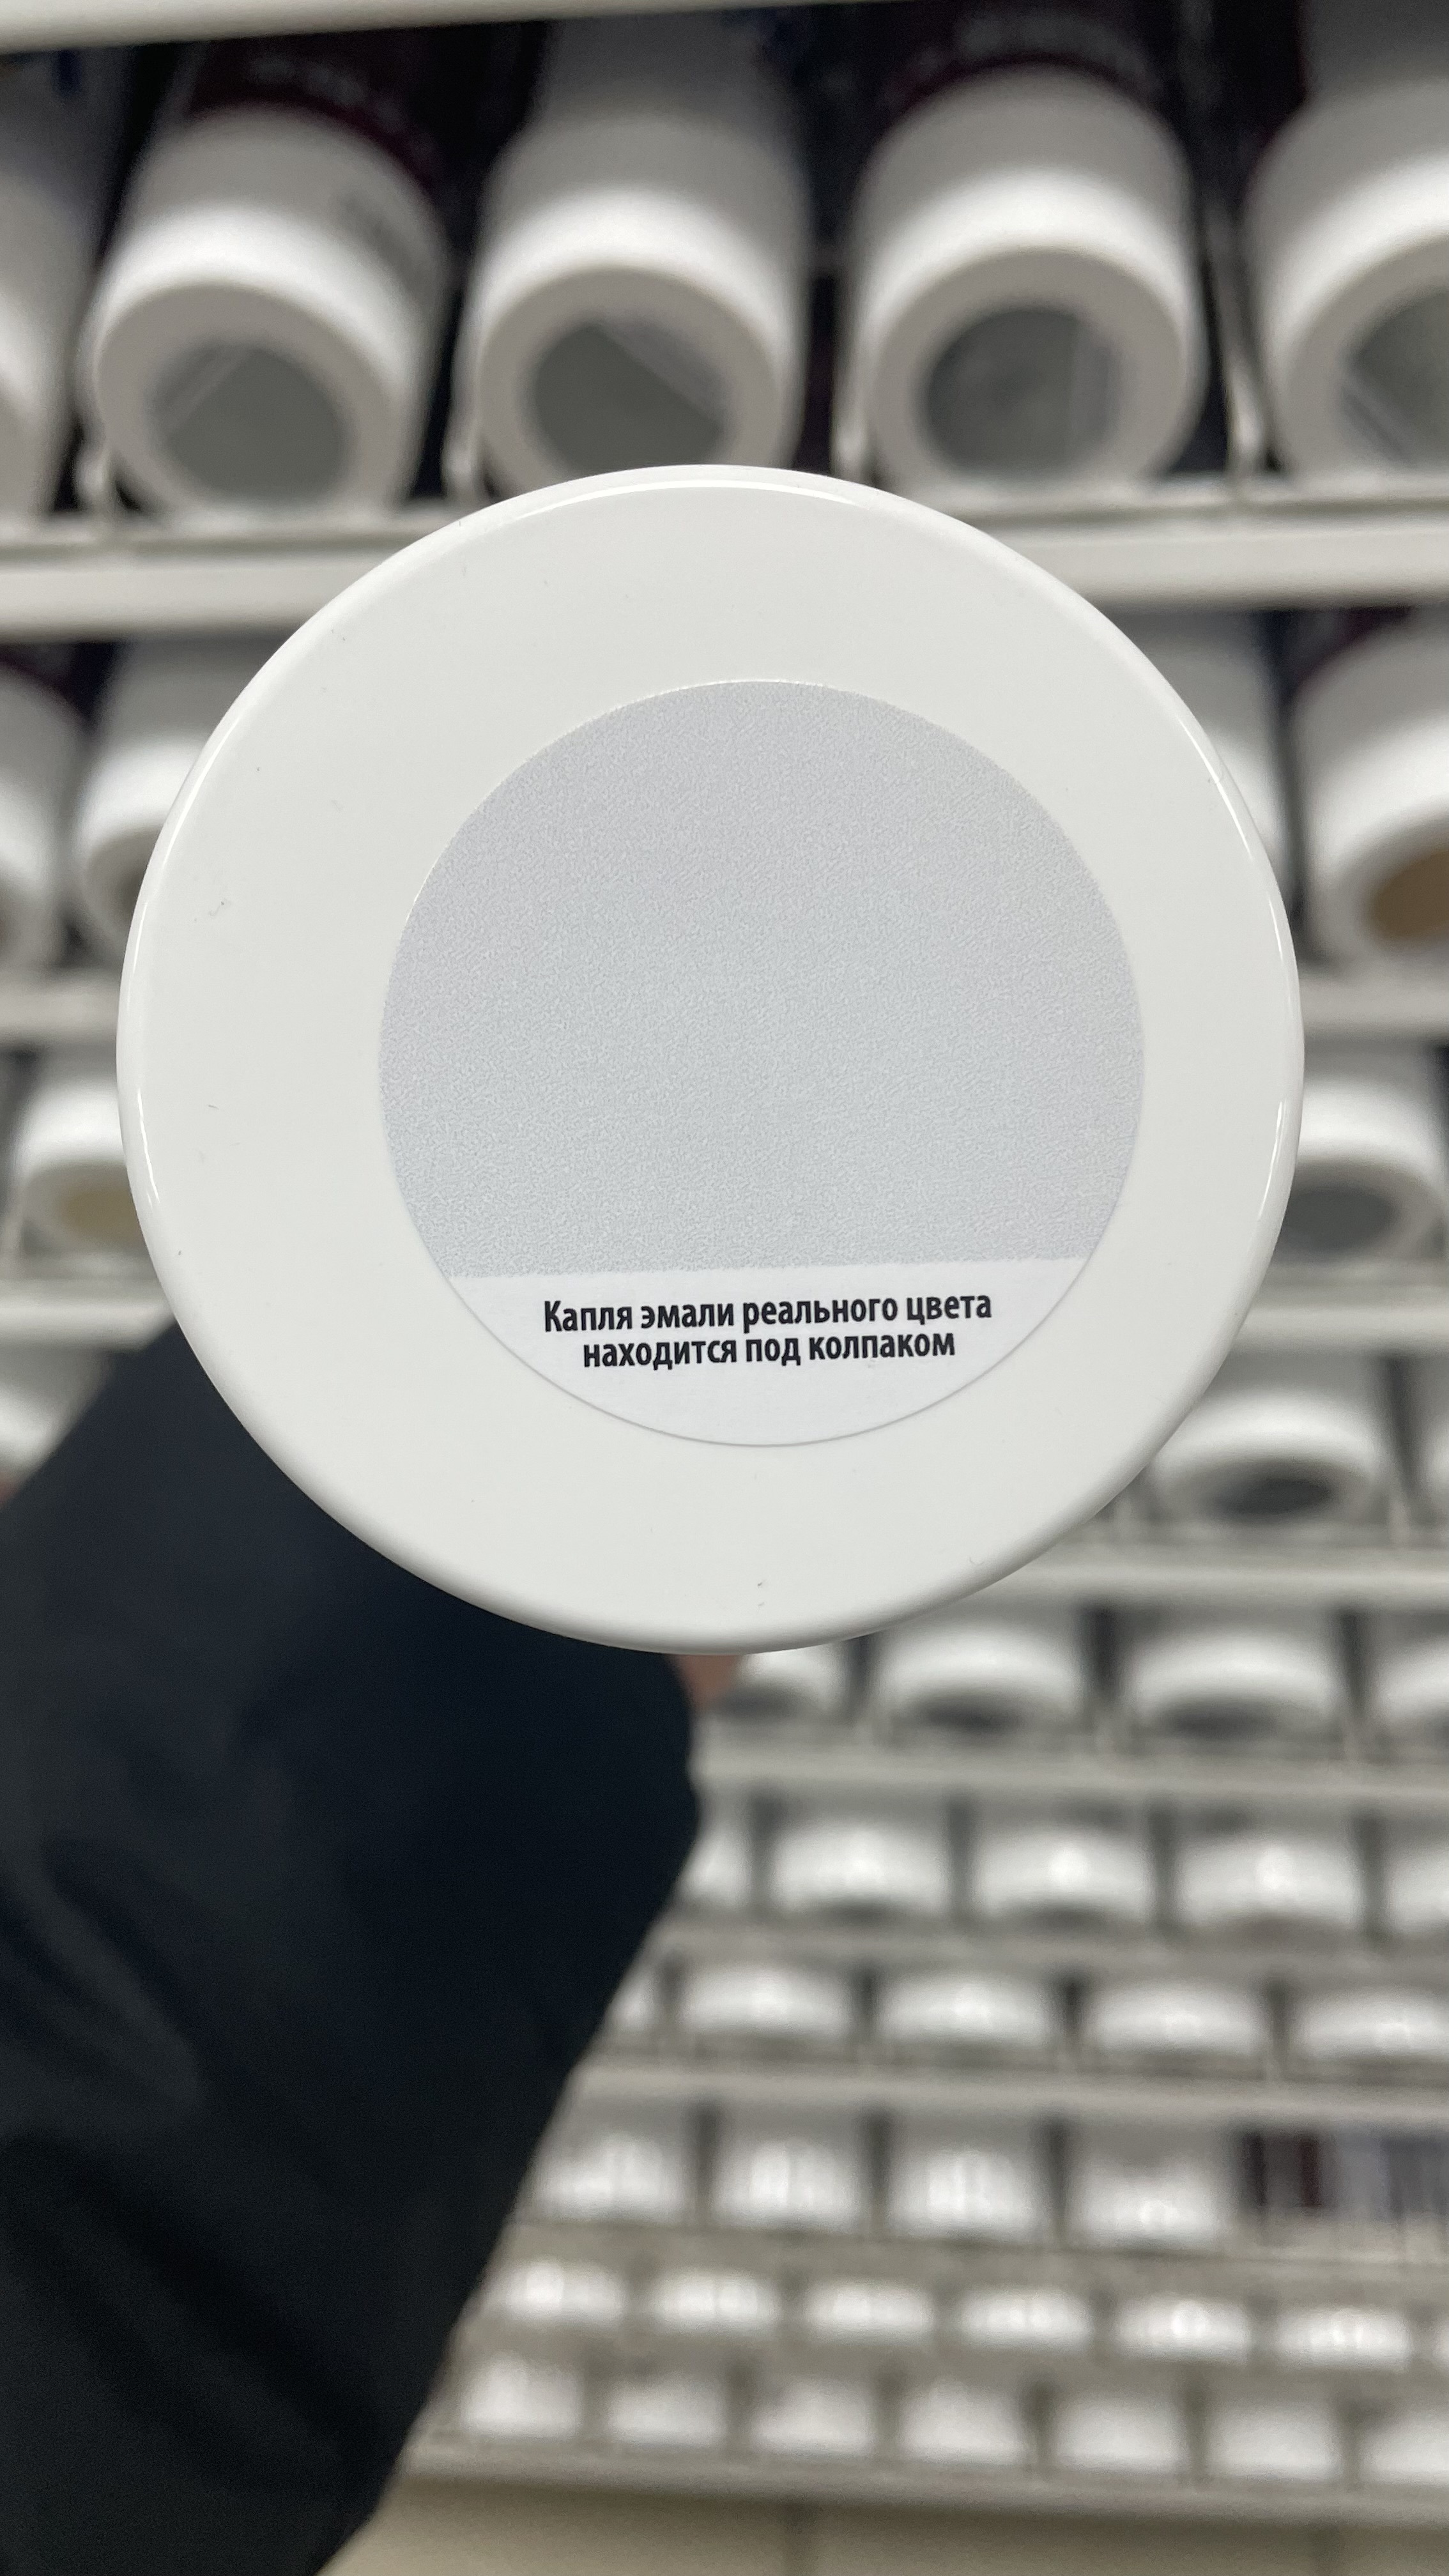 Капля эмали реального цвета
находится под колпаком